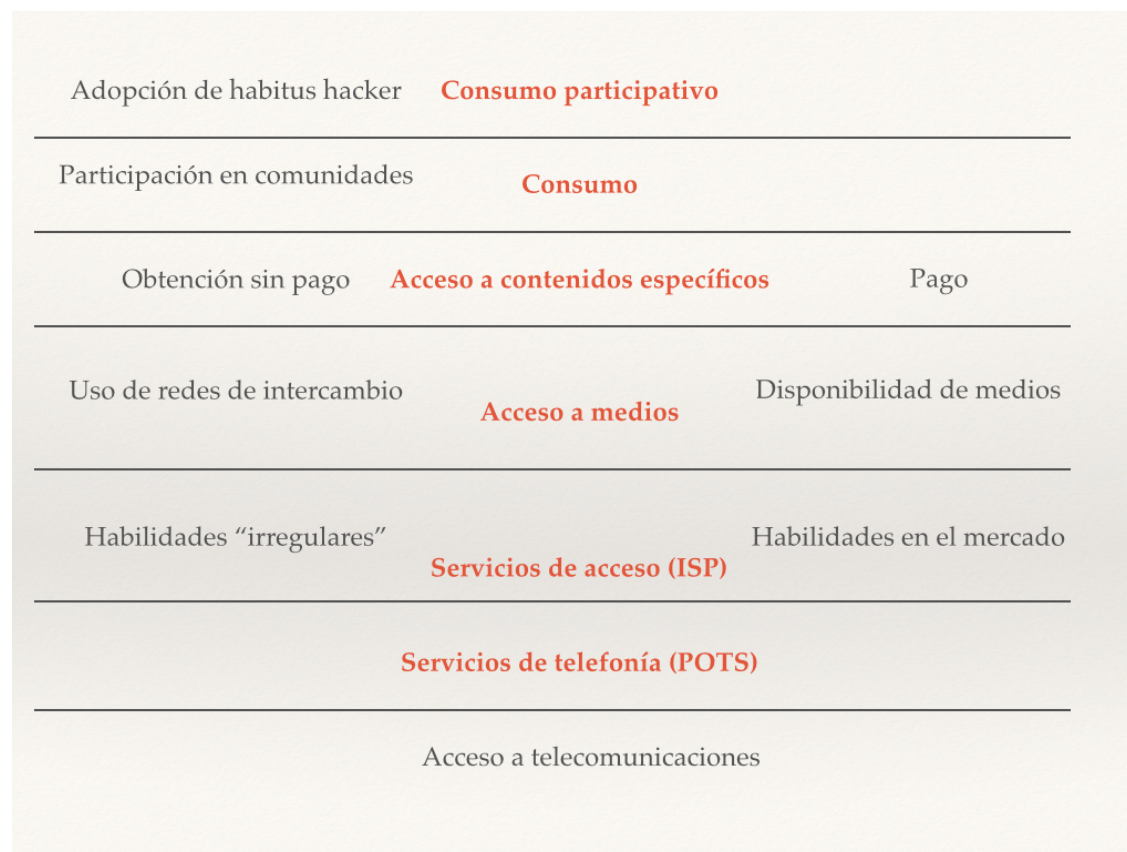 Adopción de habitus hacker Consumo participativo
Participación en comunidades
Consumo
Obtención sin pago Acceso a contenidos específicos Pago
Uso de redes de intercambio Disponibilidad de medios
Acceso a medios
Habilidades “irregulares” Habilidades en el mercado
Servicios de acceso (ISP)
Servicios de telefonía (POTS)
Acceso a telecomunicaciones